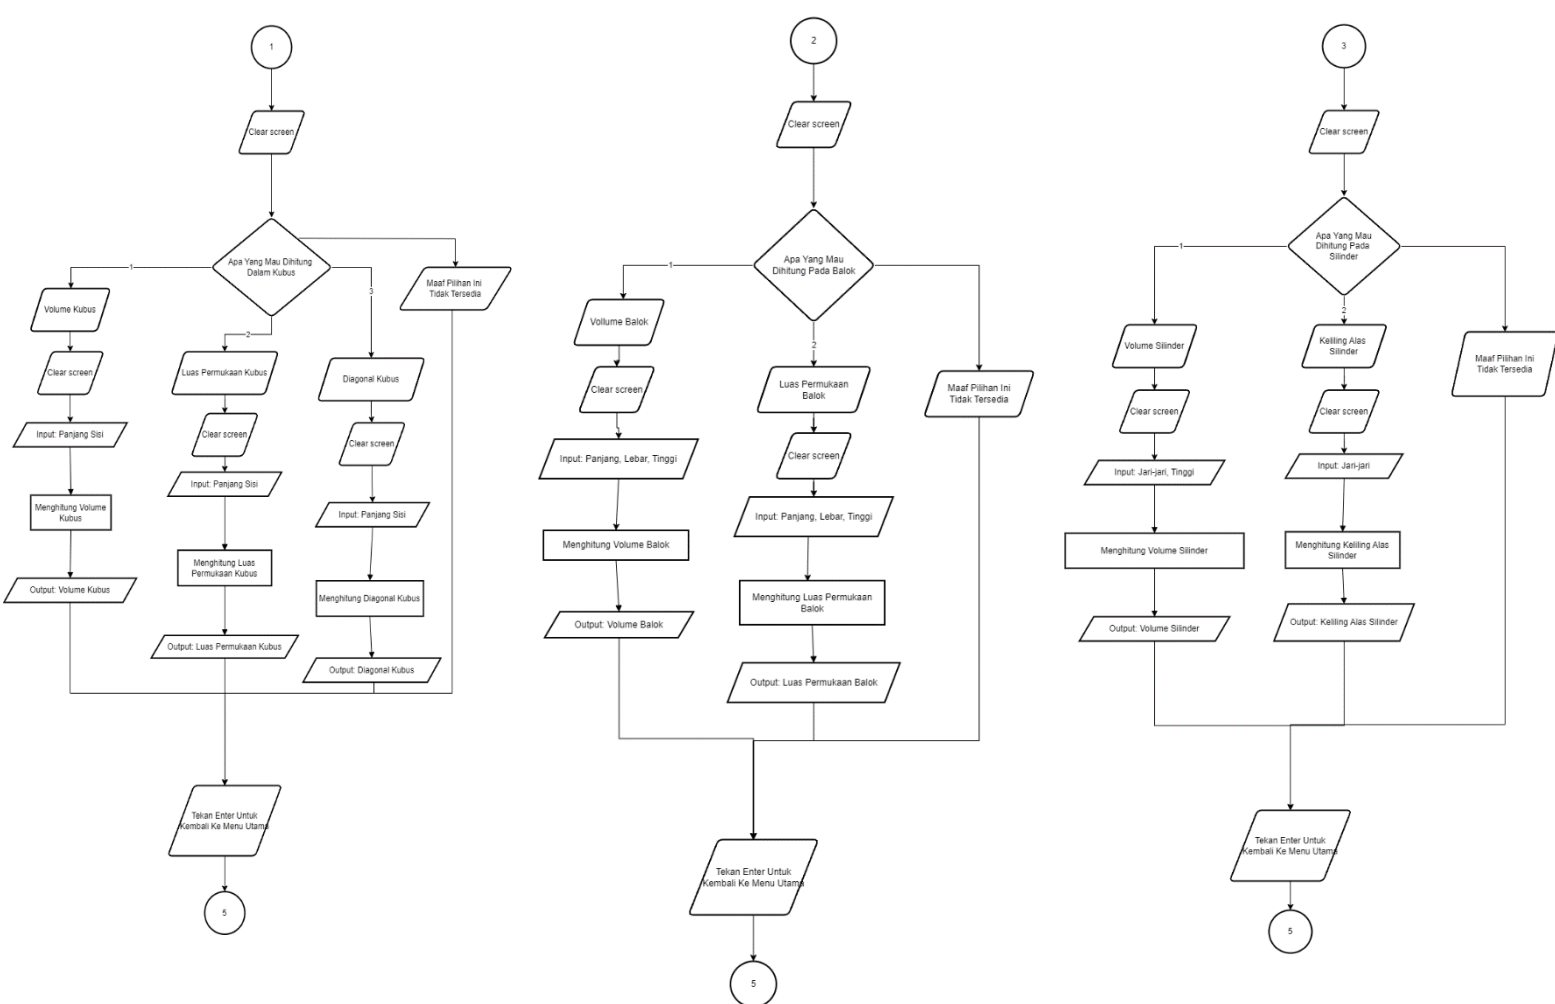 1
Clear screen
Apa Yang Mau Dihitung
Dalam Kubus
1
2
3
Maaf Pilihan Ini
Tidak Tersedia
Volume Kubus
Clear screen
Input: Panjang Sisi
Menghitung Volume
Kubus
Output: Volume Kubus
Luas Permukaan Kubus
Clear screen
Input: Panjang Sisi
Menghitung Luas
Permukaan Kubus
Output: Luas Permukaan Kubus
Diagonal Kubus
Clear screen
Input: Panjang Sisi
Menghitung Diagonal Kubus
Output: Diagonal Kubus
Tekan Enter Untuk
Kembali Ke Menu Utama
5
2
Clear screen
Apa Yang Mau
Dihitung Pada Balok
1
2
Vollume Balok
Clear screen
Input: Panjang, Lebar, Tinggi
Menghitung Volume Balok
Output: Volume Balok
Luas Permukaan
Balok
Clear screen
Input: Panjang, Lebar, Tinggi
Menghitung Luas Permukaan
Balok
Output: Luas Permukaan Balok
Maaf Pilihan Ini
Tidak Tersedia
Tekan Enter Untuk
Kembali Ke Menu Utama
5
3
Clear screen
Apa Yang Mau
Dihitung Pada
Silinder
1
2
Volume Silinder
Clear screen
Input: Jari-jari, Tinggi
Menghitung Volume Silinder
Output: Volume Silinder
Keliling Alas
Silinder
Clear screen
Input: Jari-jari
Menghitung Keliling Alas
Silinder
Output: Keliling Alas Silinder
Maaf Pilihan Ini
Tidak Tersedia
Tekan Enter Untuk
Kembali Ke Menu Utama
5